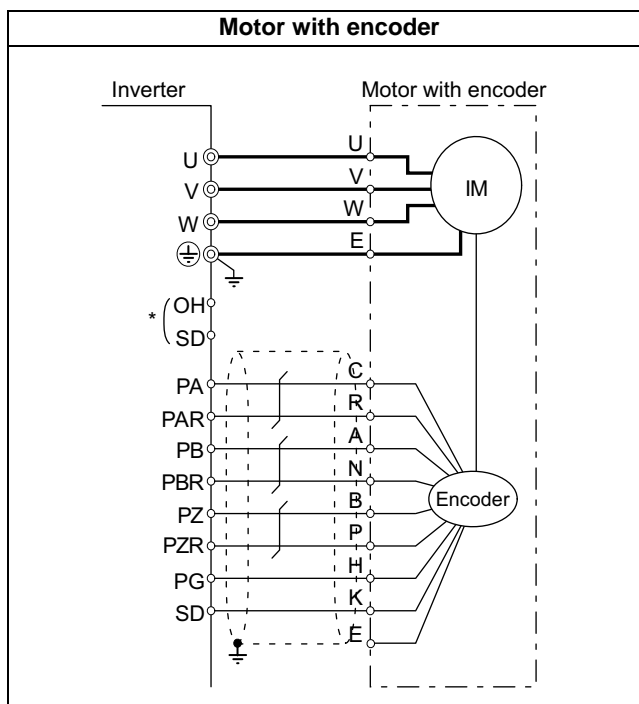 Motor with encoder
Inverter
Motor with encoder
U U
V V
W W
E
IM
* OH
SD
PA C
PAR R
PB A
PBR N
PZ B
PZR P
PG H
SD K
E
Encoder